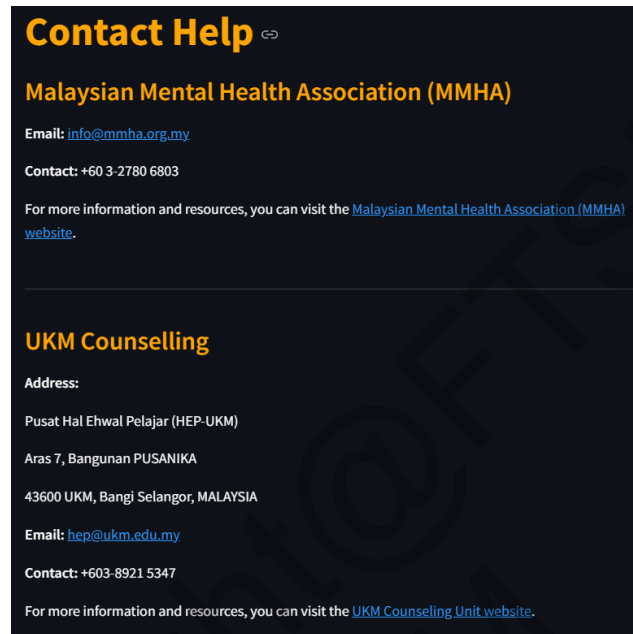 Contact Help
Malaysian Mental Health Association (MMHA)
Email: info@mmha.org.my
Contact: +60 3-2780 6803
For more information and resources, you can visit the Malaysian Mental Health Association (MMHA)
website.
UKM Counselling
Address:
Pusat Hal Ehwal Pelajar (HEP-UKM)
Aras 7, Bangunan PUSANIKA
43600 UKM, Bangi Selangor, MALAYSIA
Email: hep@ukm.edu.my
Contact: +603-8921 5347
For more information and resources, you can visit the UKM Counseling Unit website.